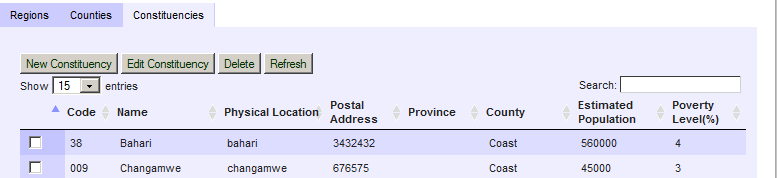 Regions Counties Constituencies
New Constituency Edit Constituency Delete Refresh
Show 15 entries Search:
Code Name Physical Location Postal Address Province County Estimated Population Poverty Level(%)
38 Bahari bahari 3432432 Coast 560000 4
009 Changamwe changamwe 676575 Coast 45000 3